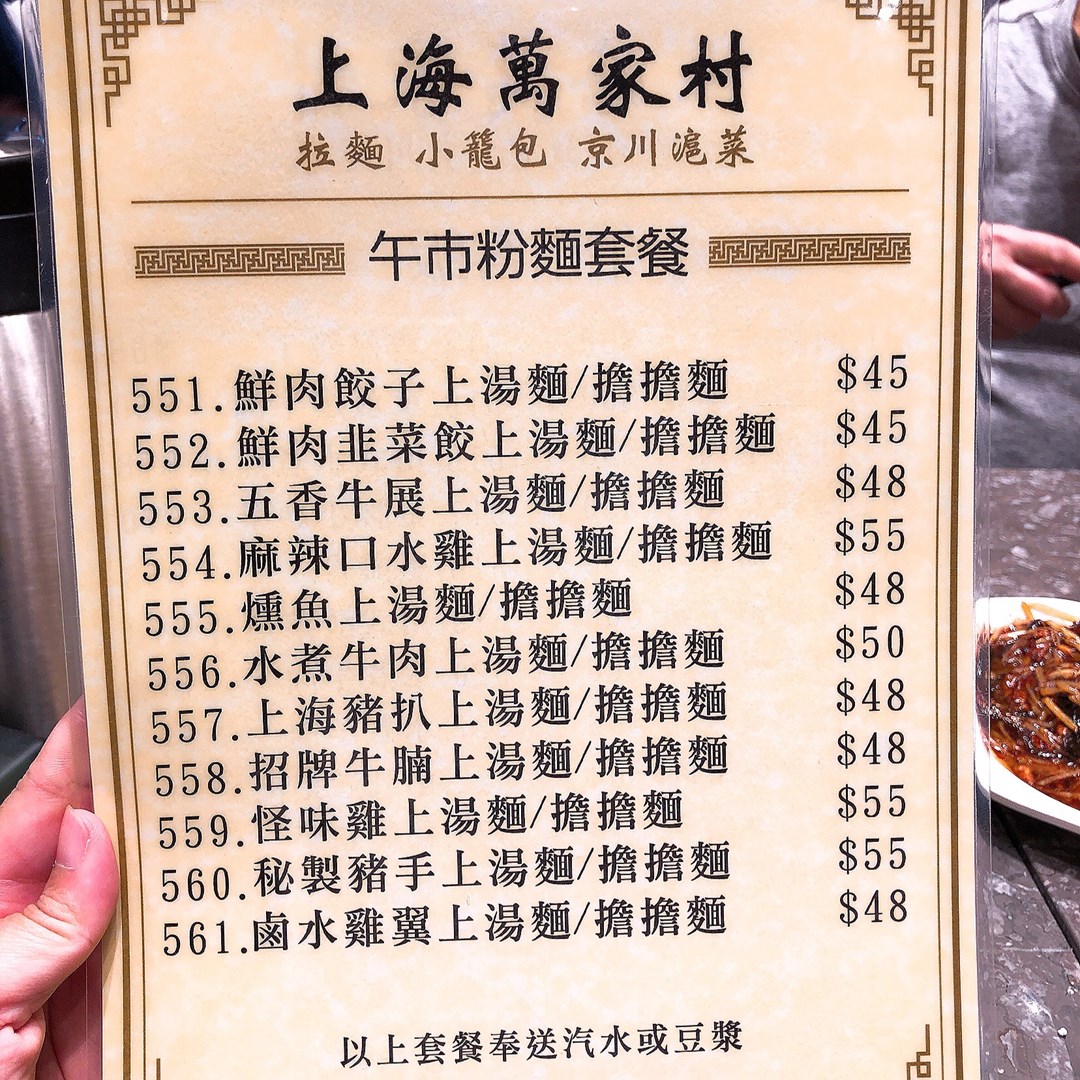 上海萬家村
拉麵 小籠包 京川滬菜
午市粉麵套餐
551.鮮肉餃子上湯麵/擔擔麵 $45
552.鮮肉韭菜餃上湯麵/擔擔麵 $45
553.五香牛展上湯麵/擔擔麵 $48
554.麻辣口水雞上湯麵/擔擔麵 $55
555.燻魚上湯麵/擔擔麵 $48
556.水煮牛肉上湯麵/擔擔麵 $50
557.上海豬扒上湯麵/擔擔麵 $48
558.招牌牛腩上湯麵/擔擔麵 $48
559.怪味雞上湯麵/擔擔麵 $55
560.秘製豬手上湯麵/擔擔麵 $55
561.鹵水雞翼上湯麵/擔擔麵 $48
以上套餐奉送汽水或豆漿